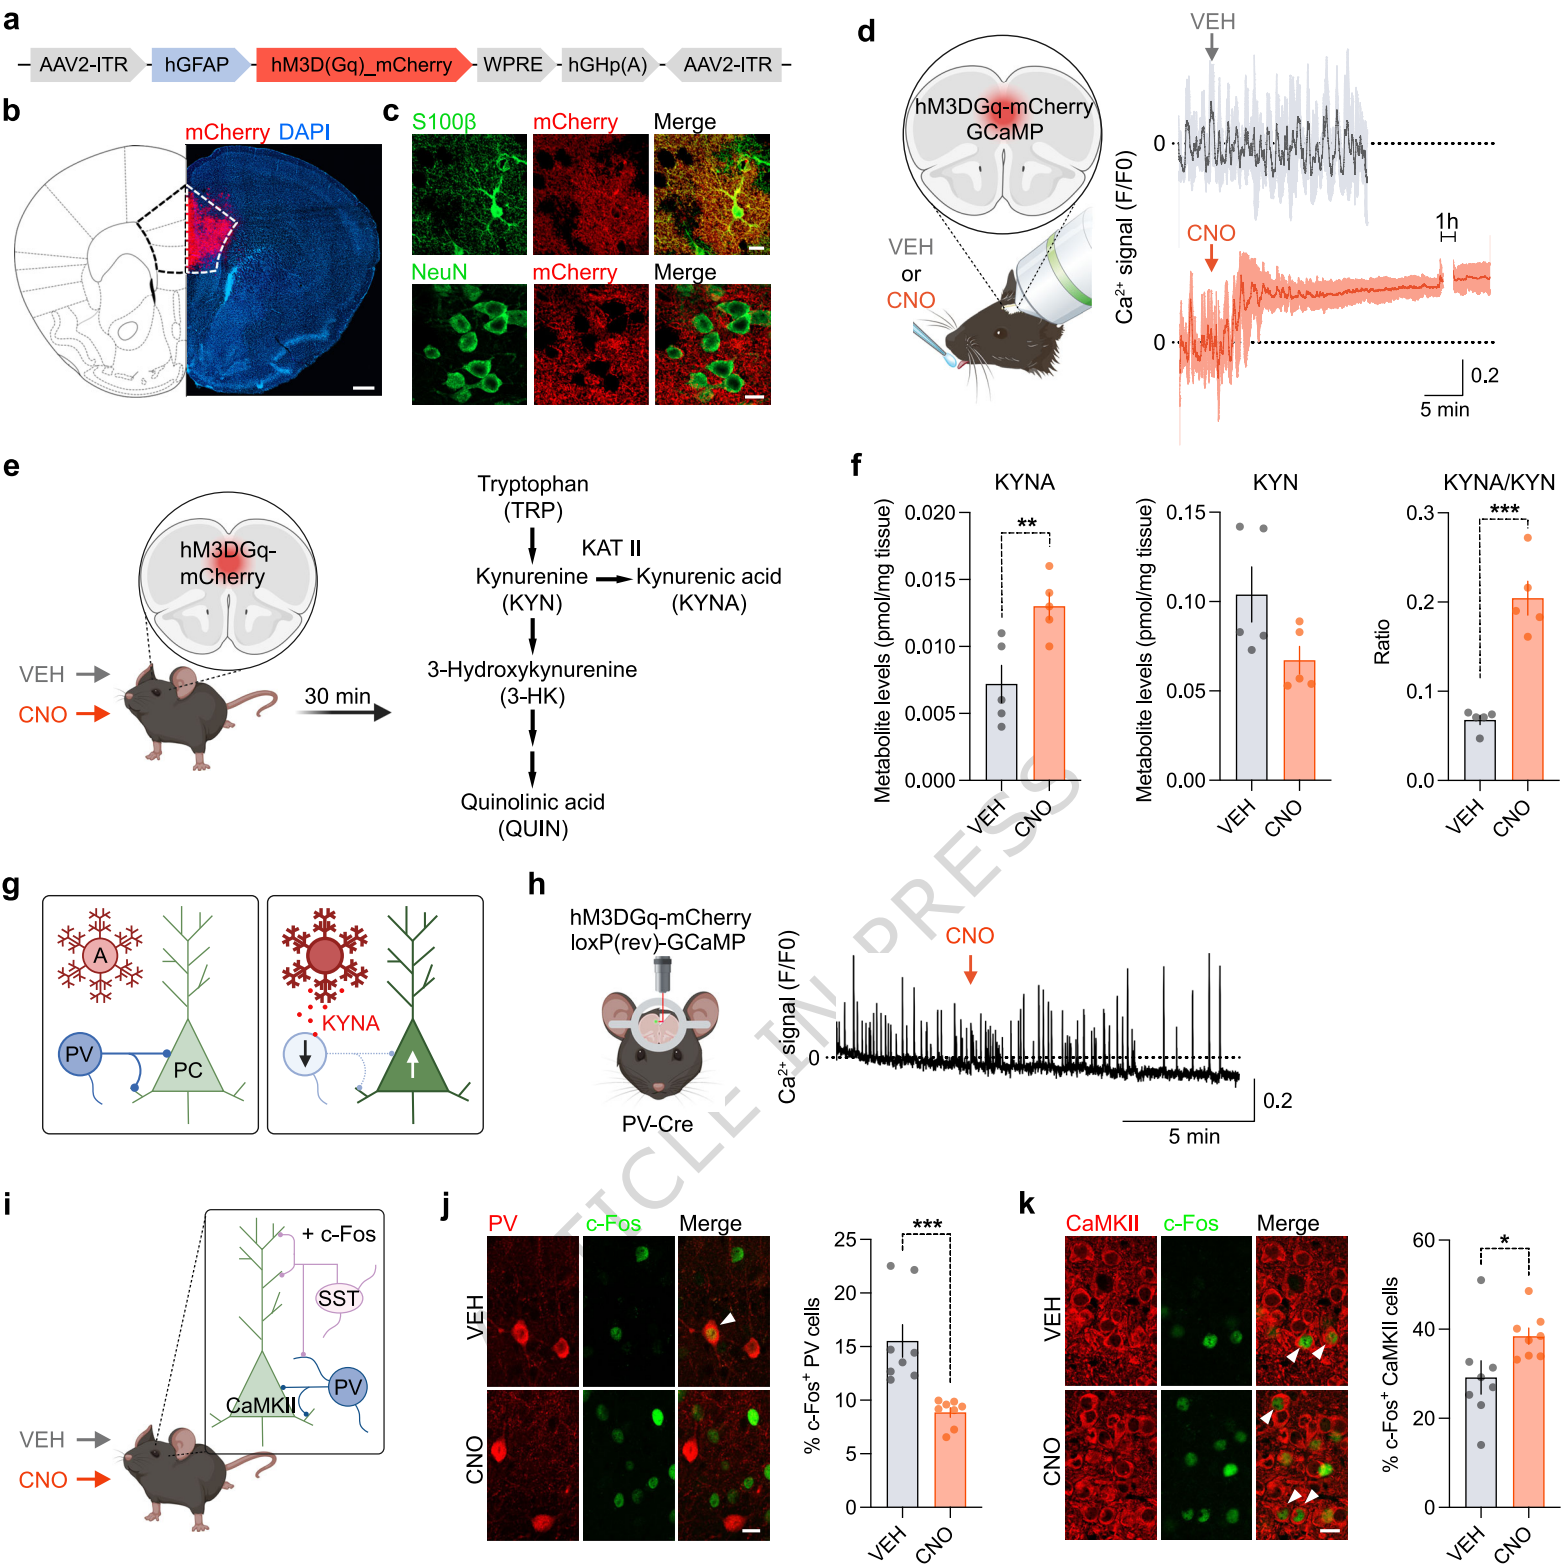 a
AAV2-ITR hGFAP hM3D(Gq)_mCherry WPRE hGHp(A) AAV2-ITR
b
mCherry DAPI
c
S100β mCherry Merge
NeuN mCherry Merge
d
hM3DGq-mCherry
GCaMP
VEH
or
CNO
Ca²⁺ signal (F/F0)
VEH
0
CNO
1h
0
0.2
5 min
e
hM3DGq-
mCherry
VEH
CNO
30 min
Tryptophan
(TRP)
KAT II
Kynurenine
(KYN)
Kynurenic acid
(KYNA)
3-Hydroxykynurenine
(3-HK)
Quinolinic acid
(QUIN)
f
KYNA
Metabolite levels (pmol/mg tissue)
0.020
0.015
0.010
0.005
0.000
**
VEH
CNO
KYN
Metabolite levels (pmol/mg tissue)
0.15
0.10
0.05
0.00
VEH
CNO
KYNA/KYN
Ratio
0.3
0.2
0.1
0.0
***
VEH
CNO
g
A
PV
PC
KYNA
h
hM3DGq-mCherry
loxP(rev)-GCaMP
PV-Cre
Ca²⁺ signal (F/F0)
CNO
0
0.2
5 min
i
+ c-Fos
SST
PV
CaMKII
VEH
CNO
j
PV c-Fos Merge
VEH
CNO
% c-Fos⁺ PV cells
25
20
15
10
5
0
***
VEH
CNO
k
CaMKII c-Fos Merge
VEH
CNO
% c-Fos⁺ CaMKII cells
60
40
20
0
*
VEH
CNO
TICLE IN PRESS